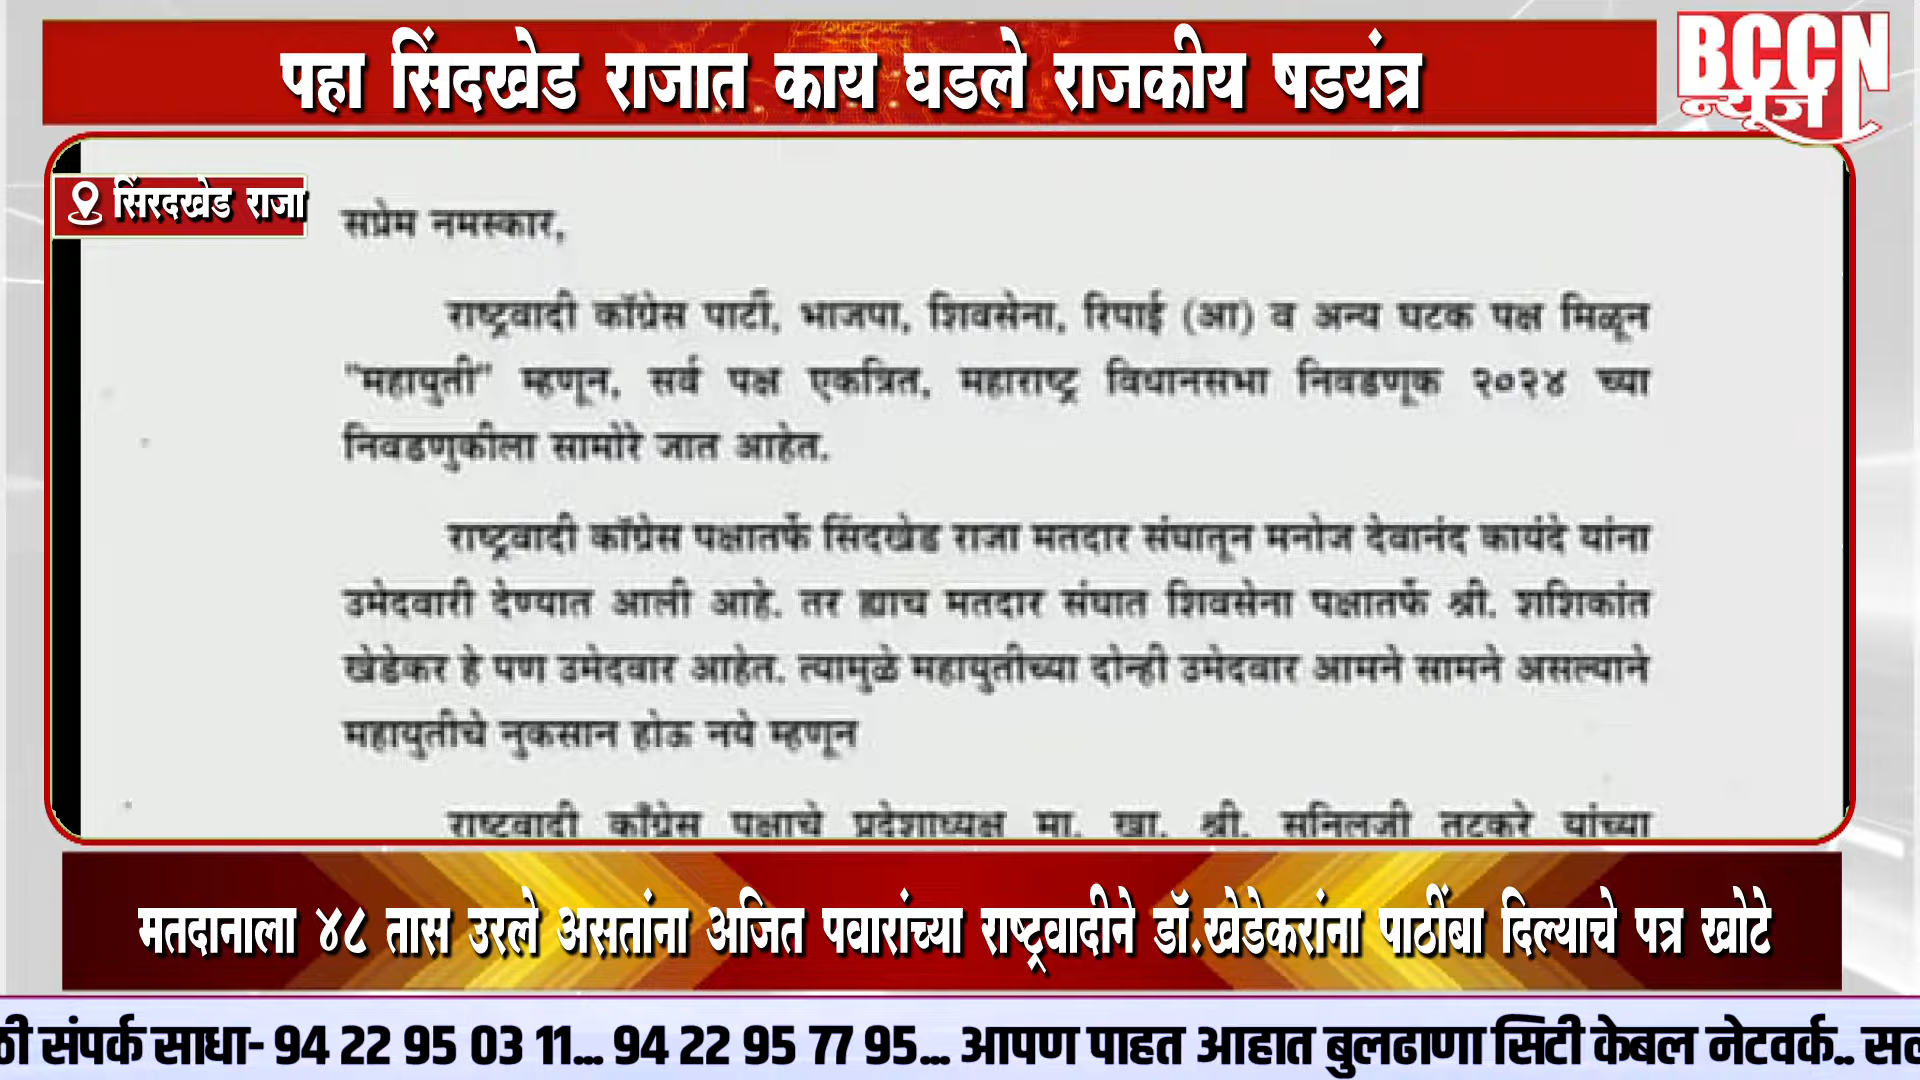 पहा सिंदखेड राजात काय घडले राजकीय षडयंत्र
BCCN
न्यूज
सिंरदखेड राजा
सप्रेम नमस्कार,
राष्ट्रवादी काँग्रेस पार्टी, भाजपा, शिवसेना, रिपाई (आ) व अन्य घटक पक्ष मिळून
"महायुती" म्हणून, सर्व पक्ष एकत्रित, महाराष्ट्र विधानसभा निवडणूक २०२४ च्या
निवडणुकीला सामोरे जात आहेत.
राष्ट्रवादी काँग्रेस पक्षातर्फे सिंदखेड राजा मतदार संघातून मनोज देवानंद कायंदे यांना
उमेदवारी देण्यात आली आहे. तर ह्याच मतदार संघात शिवसेना पक्षातर्फे श्री. शशिकांत
खेडेकर हे पण उमेदवार आहेत. त्यामुळे महायुतीच्या दोन्ही उमेदवार आमने सामने असल्याने
महायुतीचे नुकसान होऊ नये म्हणून
राष्ट्रवादी काँग्रेस पक्षाचे प्रदेशाध्यक्ष मा. खा. श्री. सुनिलजी तटकरे यांच्या
मतदानाला ४८ तास उरले असतांना अजित पवारांच्या राष्ट्रवादीने डॉ.खेडेकरांना पाठींबा दिल्याचे पत्र खोटे
ठी संपर्क साधा- 94 22 95 03 11... 94 22 95 77 95... आपण पाहत आहात बुलढाणा सिटी केबल नेटवर्क..